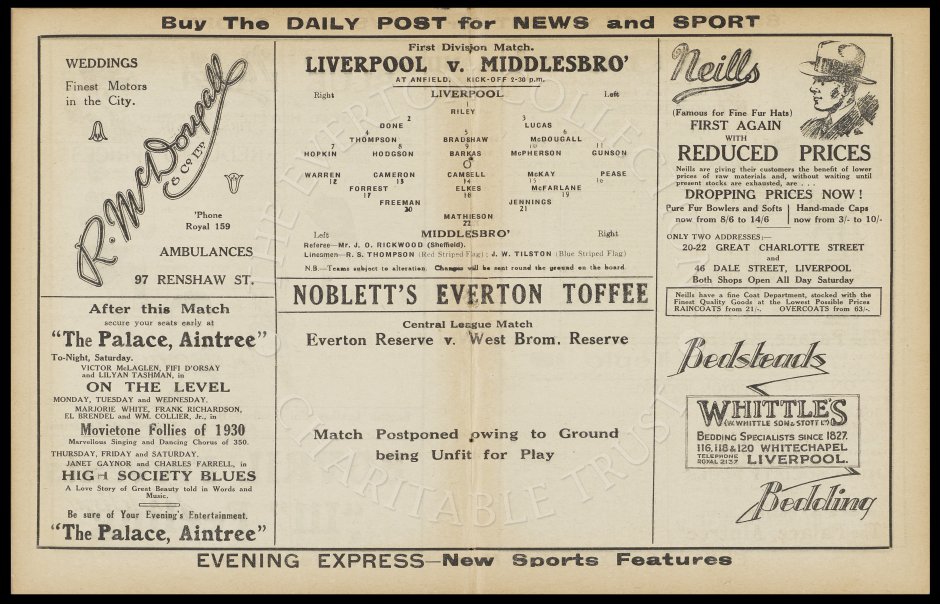 Buy The DAILY POST for NEWS and SPORT
WEDDINGS
Finest Motors
in the City.
R. McDougall
& Co LTD
'Phone
Royal 159
AMBULANCES
97 RENSHAW ST.
After this Match
secure your seats early at
"The Palace, Aintree"
To-Night, Saturday.
VICTOR McLAGLEN, FIFI D'ORSAY
and LILYAN TASHMAN, in
ON THE LEVEL
MONDAY, TUESDAY and WEDNESDAY.
MARJORIE WHITE, FRANK RICHARDSON,
EL BRENDEL and WM. COLLIER, Jr., in
Movietone Follies of 1930
Marvellous Singing and Dancing Chorus of 350.
THURSDAY, FRIDAY and SATURDAY.
JANET GAYNOR and CHARLES FARRELL, in
HIGH SOCIETY BLUES
A Love Story of Great Beauty told in Words and
Music.
Be sure of Your Evening's Entertainment.
"The Palace, Aintree"
First Division Match.
LIVERPOOL v. MIDDLESBRO'
AT ANFIELD. KICK-OFF 2-30 p.m.
Right LIVERPOOL Left
1
RILEY
2 3
DONE LUCAS
4 5 6
THOMPSON BRADSHAW McDOUGALL
7 8 9 10 11
HOPKIN HODGSON BARKAS McPHERSON GUNSON
WARREN CAMERON CAMSELL McKAY PEASE
12 13 14 15 16
FORREST ELKES McFARLANE
17 18 19
FREEMAN JENNINGS
20 21
MATHIESON
22
Left MIDDLESBRO' Right
Referee—Mr. J. O. RICKWOOD (Sheffield).
Linesmen—R. S. THOMPSON (Red Striped Flag); J. W. TILSTON (Blue Striped Flag)
N.B.—Teams subject to alteration. Changes will be sent round the ground on the board.
NOBLETT'S EVERTON TOFFEE
Central League Match
Everton Reserve v. West Brom. Reserve
Match Postponed owing to Ground
being Unfit for Play
Neills
(Famous for Fine Fur Hats)
FIRST AGAIN
WITH
REDUCED PRICES
Neills are giving their customers the benefit of lower
prices of raw materials and, without waiting until
present stocks are exhausted, are . . .
DROPPING PRICES NOW !
Pure Fur Bowlers and Softs Hand-made Caps
now from 8/6 to 14/6 now from 3/- to 10/-
ONLY TWO ADDRESSES:—
20-22 GREAT CHARLOTTE STREET
and
46 DALE STREET, LIVERPOOL
Both Shops Open All Day Saturday
Neills have a fine Coat Department, stocked with the
Finest Quality Goods at the Lowest Possible Prices
RAINCOATS from 21/-. OVERCOATS from 63/-.
Bedsteads
WHITTLE'S
(W. WHITTLE SON & STOTT LTD)
BEDDING SPECIALISTS SINCE 1827.
116, 118 & 120 WHITECHAPEL
TELEPHONE
ROYAL 2137 LIVERPOOL.
Bedding
EVENING EXPRESS—New Sports Features
THE EVERTON COLLECTION
CHARITABLE TRUST